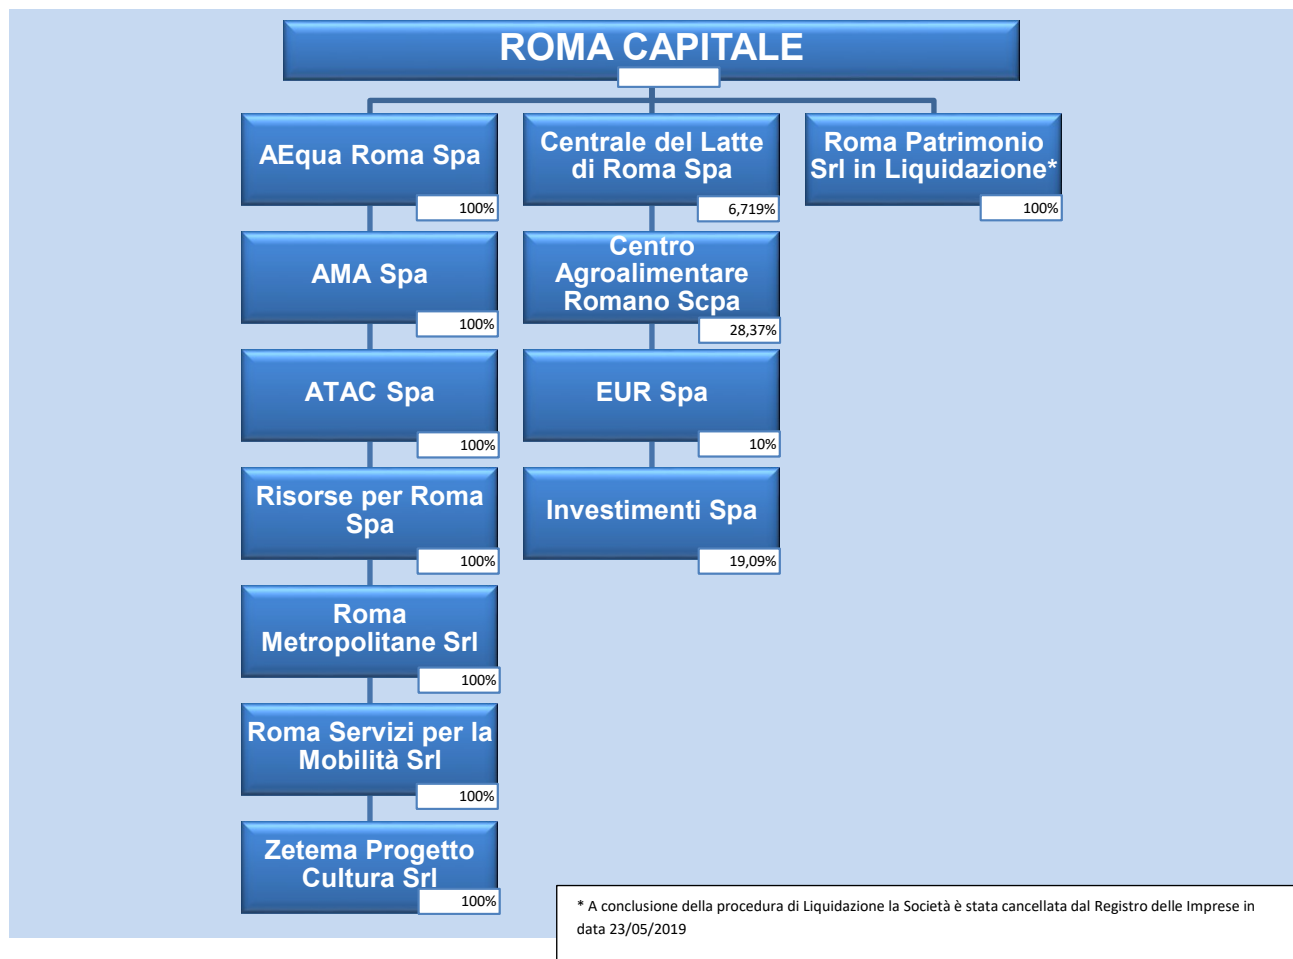 ROMA CAPITALE
AEqua Roma Spa
100%
AMA Spa
100%
ATAC Spa
100%
Risorse per Roma
Spa
100%
Roma
Metropolitane Srl
100%
Roma Servizi per la
Mobilità Srl
100%
Zetema Progetto
Cultura Srl
100%
Centrale del Latte
di Roma Spa
6,719%
Centro
Agroalimentare
Romano Scpa
28,37%
EUR Spa
10%
Investimenti Spa
19,09%
Roma Patrimonio
Srl in Liquidazione*
100%
* A conclusione della procedura di Liquidazione la Società è stata cancellata dal Registro delle Imprese in
data 23/05/2019